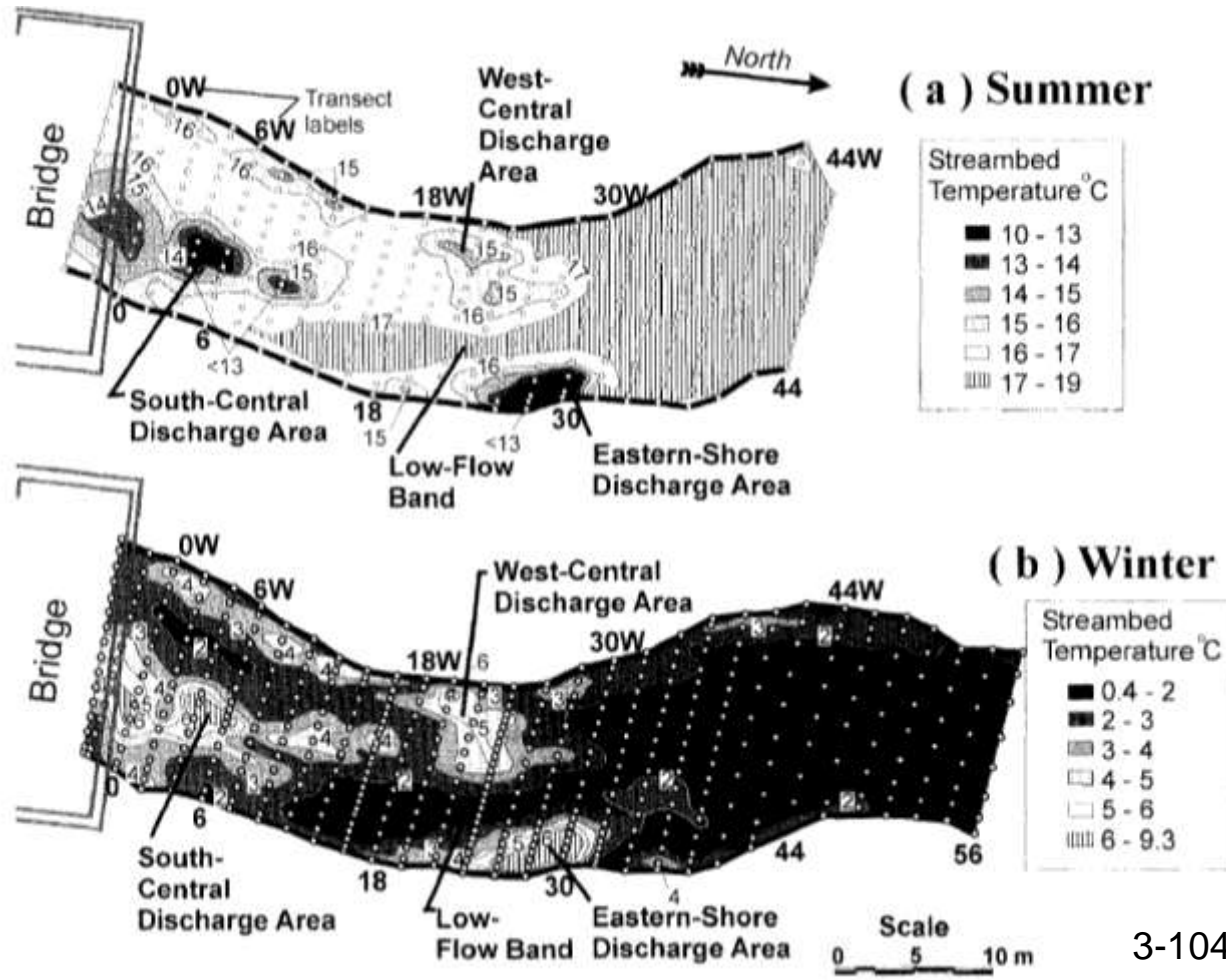 ( a ) Summer
North
Bridge
0W
6W
Transect
labels
West-
Central
Discharge
Area
18W
30W
44W
16
16
15
15
14
16
15
14
16
15
15
17
15
16
17
16
0
6
<13
18
15
<13
30
44
South-Central
Discharge Area
Low-Flow
Band
Eastern-Shore
Discharge Area
Streambed
Temperature °C
10 - 13
13 - 14
14 - 15
15 - 16
16 - 17
17 - 19
( b ) Winter
Bridge
0W
6W
West-Central
Discharge Area
18W
6
30W
44W
4
3
2
3
4
4
3
3
5
3
2
4
5
4
4
3
2
2
5
4
4
2
0
6
18
30
44
56
South-
Central
Discharge Area
Low-
Flow Band
Eastern-Shore
Discharge Area
Streambed
Temperature °C
0.4 - 2
2 - 3
3 - 4
4 - 5
5 - 6
6 - 9.3
Scale
0 5 10 m
3-104